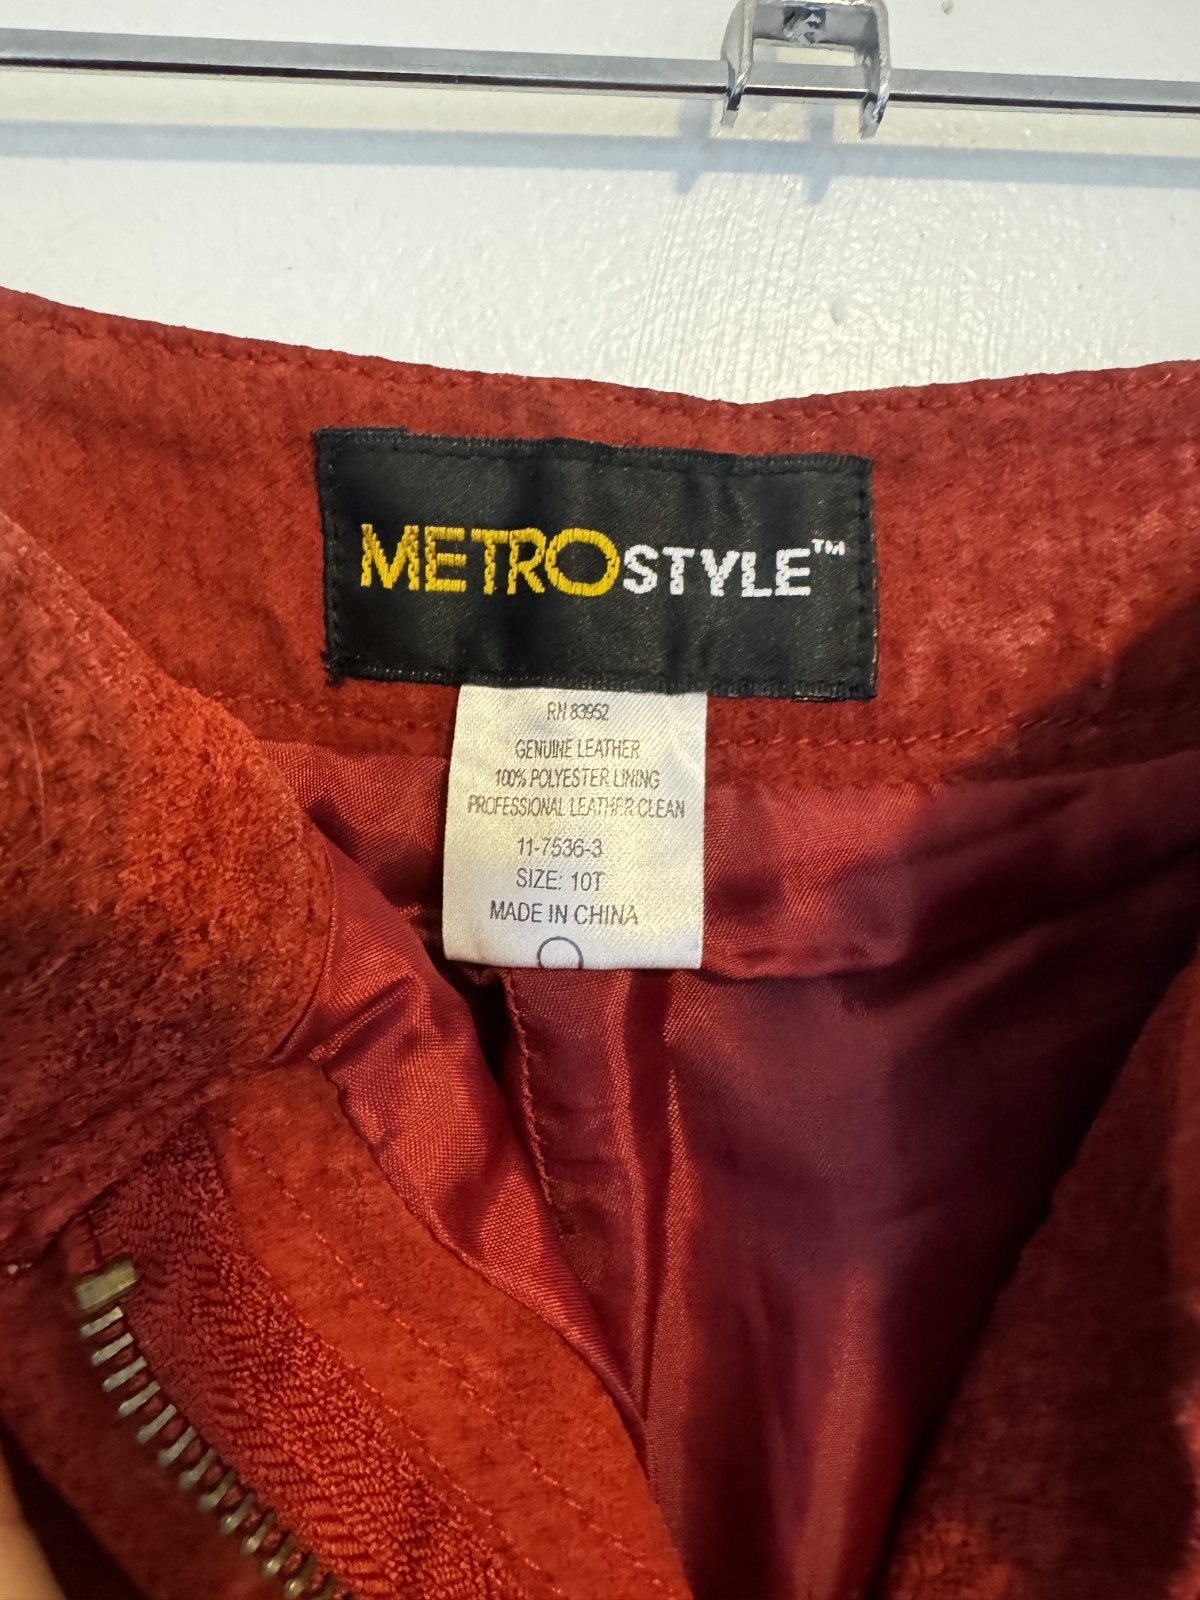 METROSTYLE™
RN 83952
GENUINE LEATHER
100% POLYESTER LINING
PROFESSIONAL LEATHER CLEAN
11-7536-3
SIZE: 10T
MADE IN CHINA